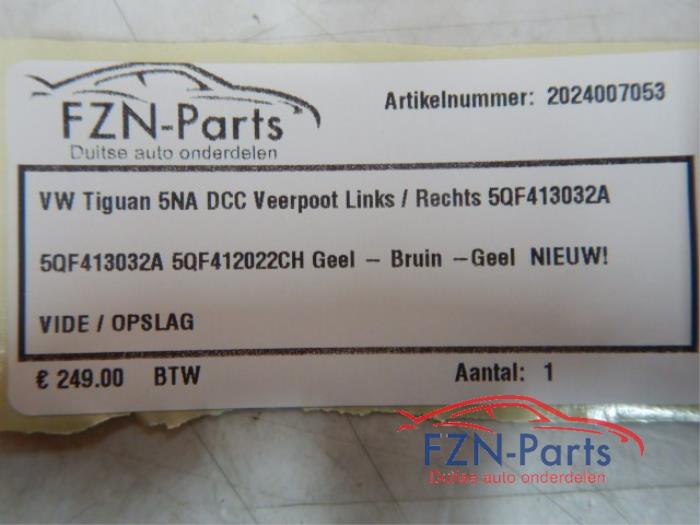 FZN-Parts
Duitse auto onderdelen
Artikelnummer: 2024007053
VW Tiguan 5NA DCC Veerpoot Links / Rechts 5QF413032A
5QF413032A 5QF412022CH Geel – Bruin –Geel NIEUW!
VIDE / OPSLAG
€ 249.00 BTW Aantal: 1
FZN-Parts
Duitse auto onderdelen